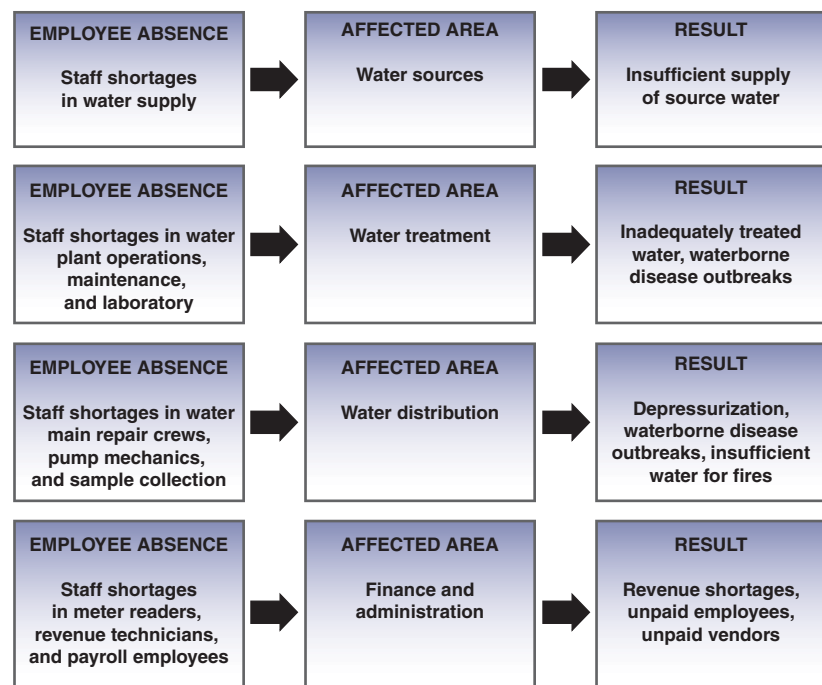 EMPLOYEE ABSENCE
Staff shortages
in water supply
AFFECTED AREA
Water sources
RESULT
Insufficient supply
of source water
EMPLOYEE ABSENCE
Staff shortages in water
plant operations,
maintenance,
and laboratory
AFFECTED AREA
Water treatment
RESULT
Inadequately treated
water, waterborne
disease outbreaks
EMPLOYEE ABSENCE
Staff shortages in water
main repair crews,
pump mechanics,
and sample collection
AFFECTED AREA
Water distribution
RESULT
Depressurization,
waterborne disease
outbreaks, insufficient
water for fires
EMPLOYEE ABSENCE
Staff shortages
in meter readers,
revenue technicians,
and payroll employees
AFFECTED AREA
Finance and
administration
RESULT
Revenue shortages,
unpaid employees,
unpaid vendors